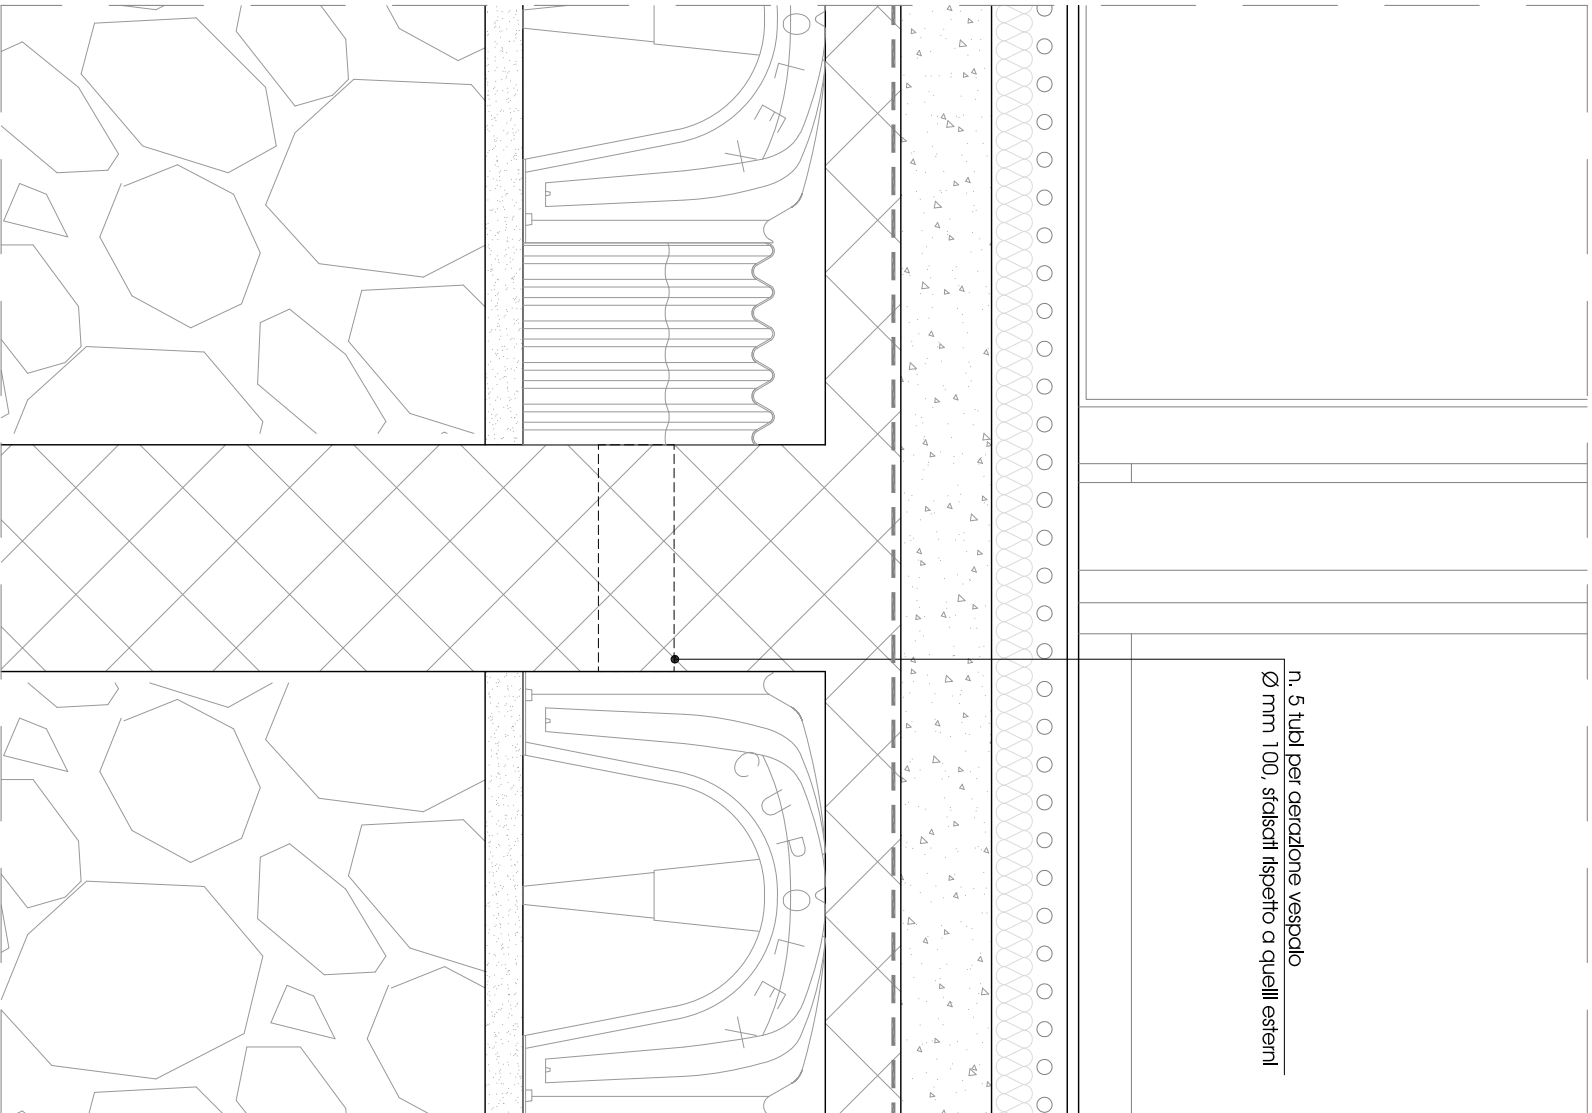 O L E X
n. 5 tubi per aerazione vespaio
Ø mm 100, sfalsati rispetto a quelli esterni
C U P O L E X